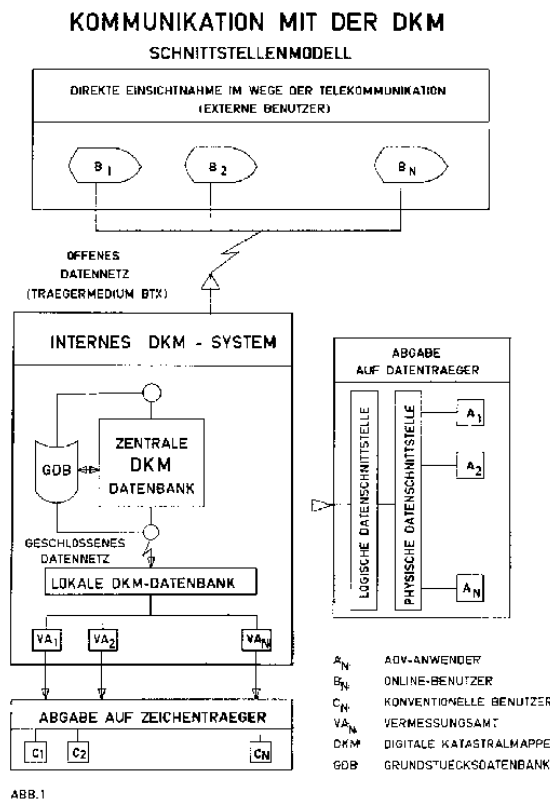 KOMMUNIKATION MIT DER DKM
SCHNITTSTELLENMODELL
DIREKTE EINSICHTNAHME IM WEGE DER TELEKOMMUNIKATION
(EXTERNE BENUTZER)
B1
B2
BN
OFFENES
DATENNETZ
(TRAEGERMEDIUM BTX)
INTERNES DKM - SYSTEM
ZENTRALE
DKM
DATENBANK
GDB
GESCHLOSSENES
DATENNETZ
LOKALE DKM-DATENBANK
VA1
VA2
VAN
ABGABE AUF ZEICHENTRAEGER
C1
C2
CN
ABGABE
AUF DATENTRAEGER
LOGISCHE DATENSCHNITTSTELLE
PHYSISCHE DATENSCHNITTSTELLE
A1
A2
AN
AN ADV-ANWENDER
BN ONLINE-BENUTZER
CN KONVENTIONELLE BENUTZER
VAN VERMESSUNGSAMT
DKM DIGITALE KATASTRALMAPPE
GDB GRUNDSTUECKSDATENBANK
ABB.1